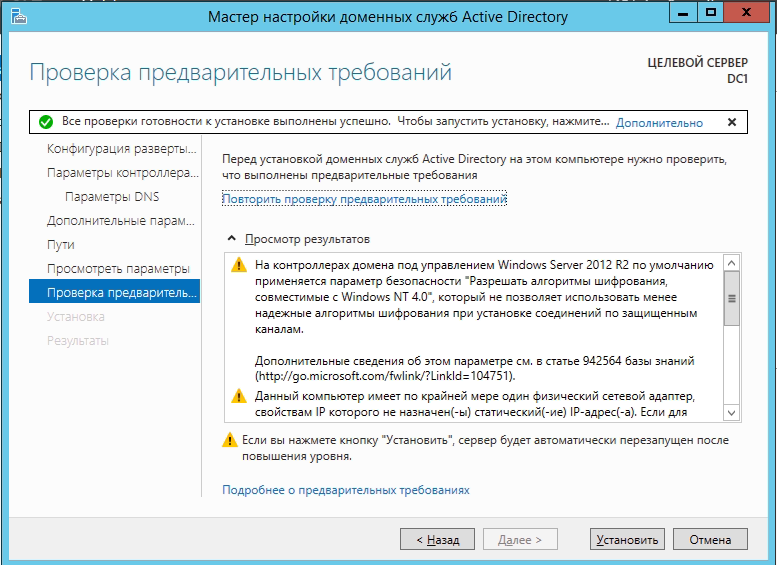 Мастер настройки доменных служб Active Directory
Проверка предварительных требований
ЦЕЛЕВОЙ СЕРВЕР
DC1
Все проверки готовности к установке выполнены успешно. Чтобы запустить установку, нажмите... Дополнительно
Конфигурация разверты...
Параметры контроллера...
Параметры DNS
Дополнительные парам...
Пути
Просмотреть параметры
Проверка предваритель...
Установка
Результаты
Перед установкой доменных служб Active Directory на этом компьютере нужно проверить,
что выполнены предварительные требования
Повторить проверку предварительных требований
Просмотр результатов
На контроллерах домена под управлением Windows Server 2012 R2 по умолчанию
применяется параметр безопасности "Разрешать алгоритмы шифрования,
совместимые с Windows NT 4.0", который не позволяет использовать менее
надежные алгоритмы шифрования при установке соединений по защищенным
каналам.
Дополнительные сведения об этом параметре см. в статье 942564 базы знаний
(http://go.microsoft.com/fwlink/?LinkId=104751).
Данный компьютер имеет по крайней мере один физический сетевой адаптер,
свойствам IP которого не назначен(-ы) статический(-ие) IP-адрес(-а). Если для
Если вы нажмете кнопку "Установить", сервер будет автоматически перезапущен после
повышения уровня.
Подробнее о предварительных требованиях
< Назад
Далее >
Установить
Отмена